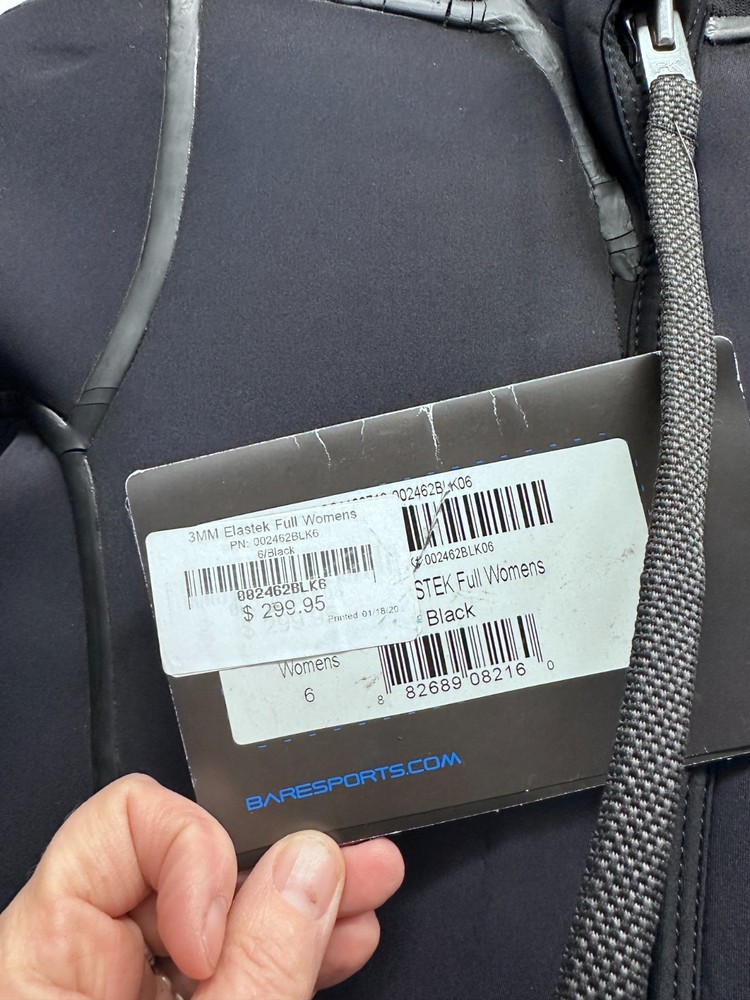 002462BLK06
3MM Elastek Full Womens
PN: 002462BLK6
6/Black
002462BLK6
$ 299.95
Printed 01/18/20
002462BLK06
STEK Full Womens
Black
Womens
6
8 82689 08216 0
BARESPORTS.COM
YKK